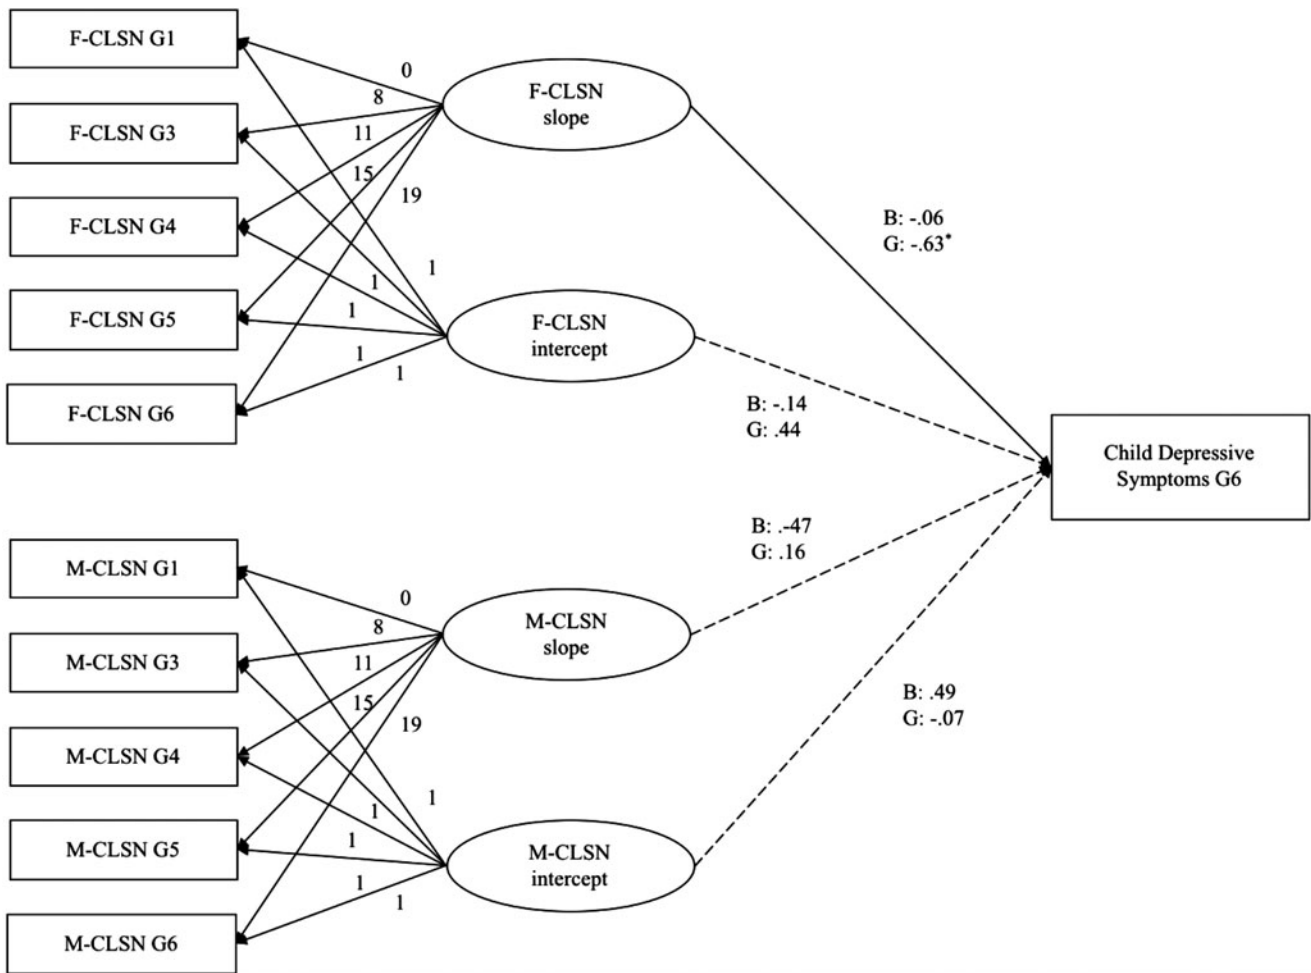 F-CLSN G1
F-CLSN G3
F-CLSN G4
F-CLSN G5
F-CLSN G6
0
8
11
15
19
1
1
1
1
1
F-CLSN
slope
F-CLSN
intercept
B: -.06
G: -.63*
B: -.14
G: .44
Child Depressive
Symptoms G6
B: .-47
G: .16
B: .49
G: -.07
M-CLSN G1
M-CLSN G3
M-CLSN G4
M-CLSN G5
M-CLSN G6
0
8
11
15
19
1
1
1
1
1
M-CLSN
slope
M-CLSN
intercept